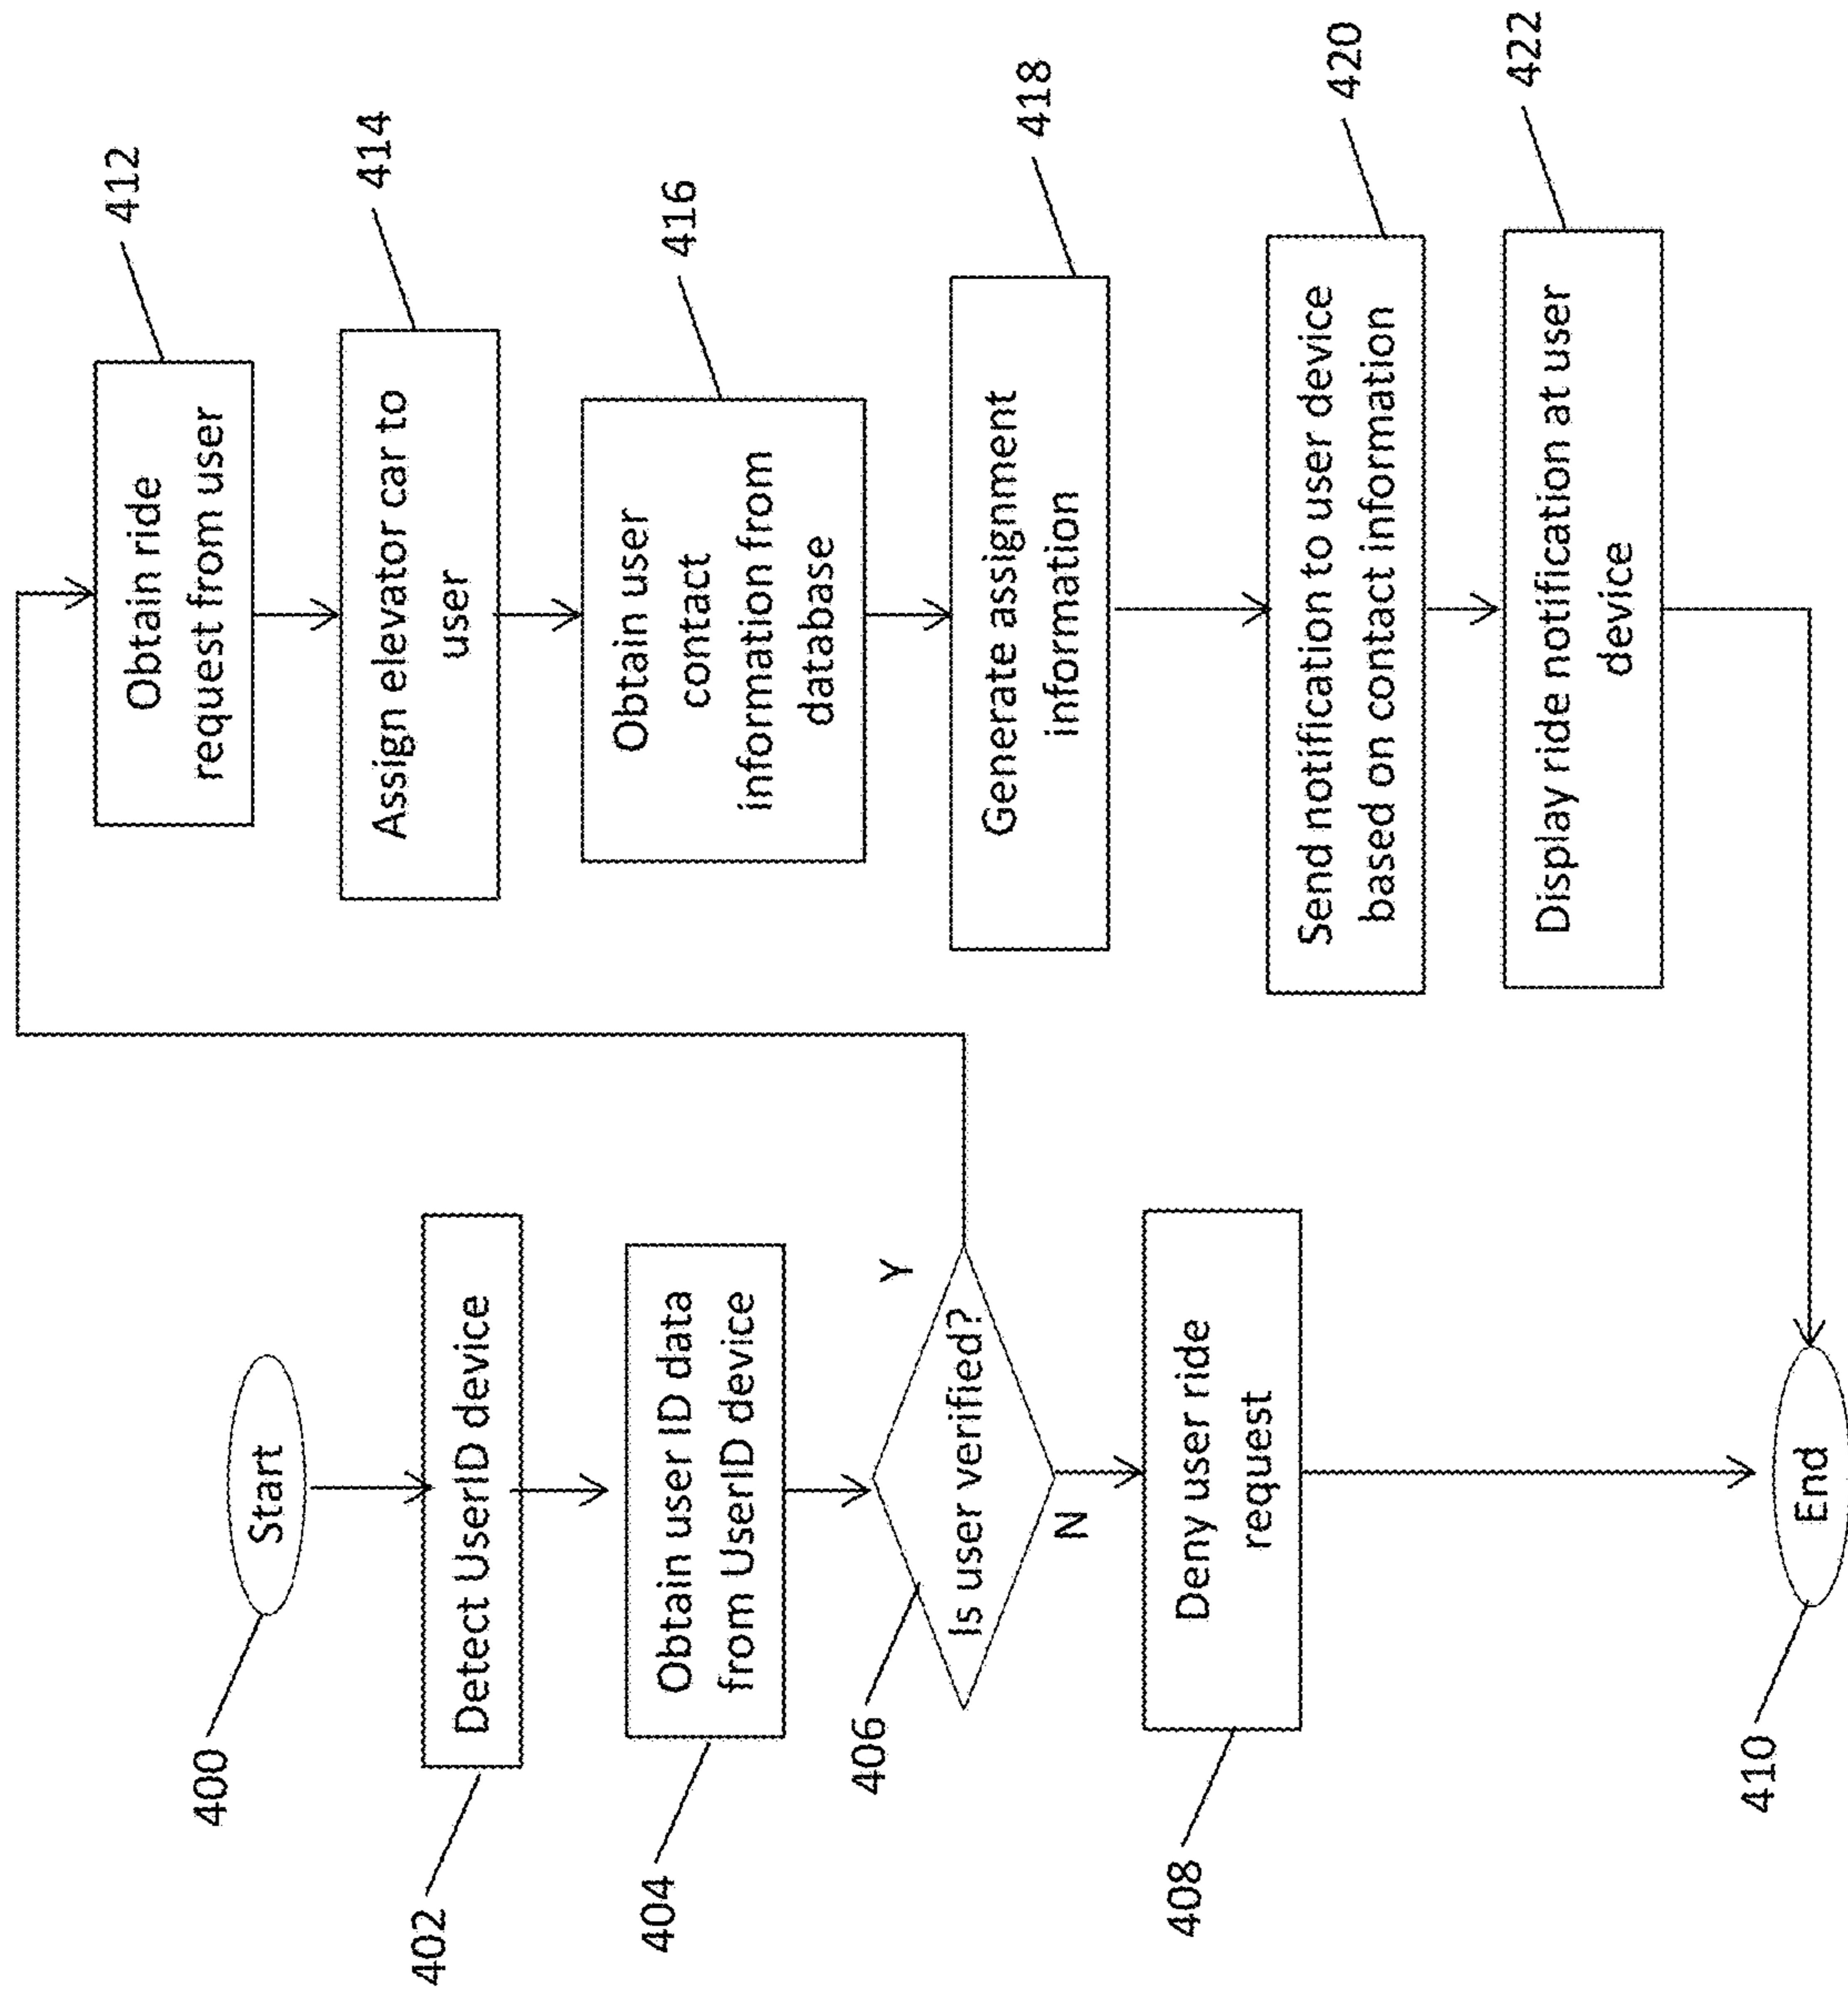 400
Start
402
Detect UserID device
404
Obtain user ID data
from UserID device
406
Is user verified?
Y
N
408
Deny user ride
request
410
End
412
Obtain ride
request from user
414
Assign elevator car to
user
416
Obtain user
contact
information from
database
418
Generate assignment
information
420
Send notification to user device
based on contact information
422
Display ride notification at user
device